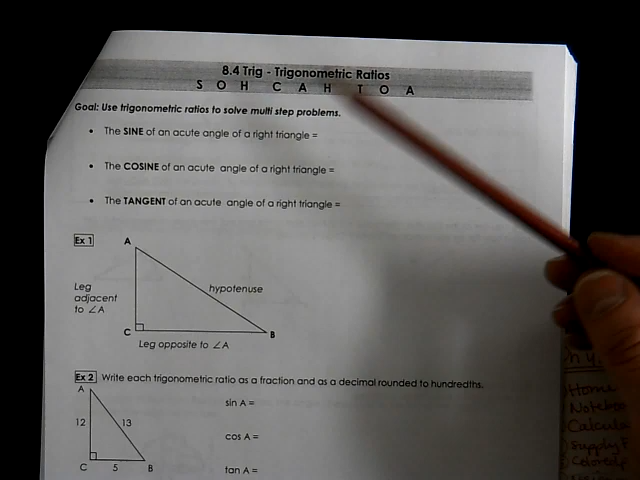 8.4 Trig - Trigonometric Ratios
S O H C A H T O A
Goal: Use trigonometric ratios to solve multi step problems.
• The SINE of an acute angle of a right triangle =
• The COSINE of an acute angle of a right triangle =
• The TANGENT of an acute angle of a right triangle =
Ex 1
A
Leg
adjacent
to ∠A
hypotenuse
C
B
Leg opposite to ∠A
Ex 2 Write each trigonometric ratio as a fraction and as a decimal rounded to hundredths.
A
12
13
C
5
B
sin A =
cos A =
tan A =
Home